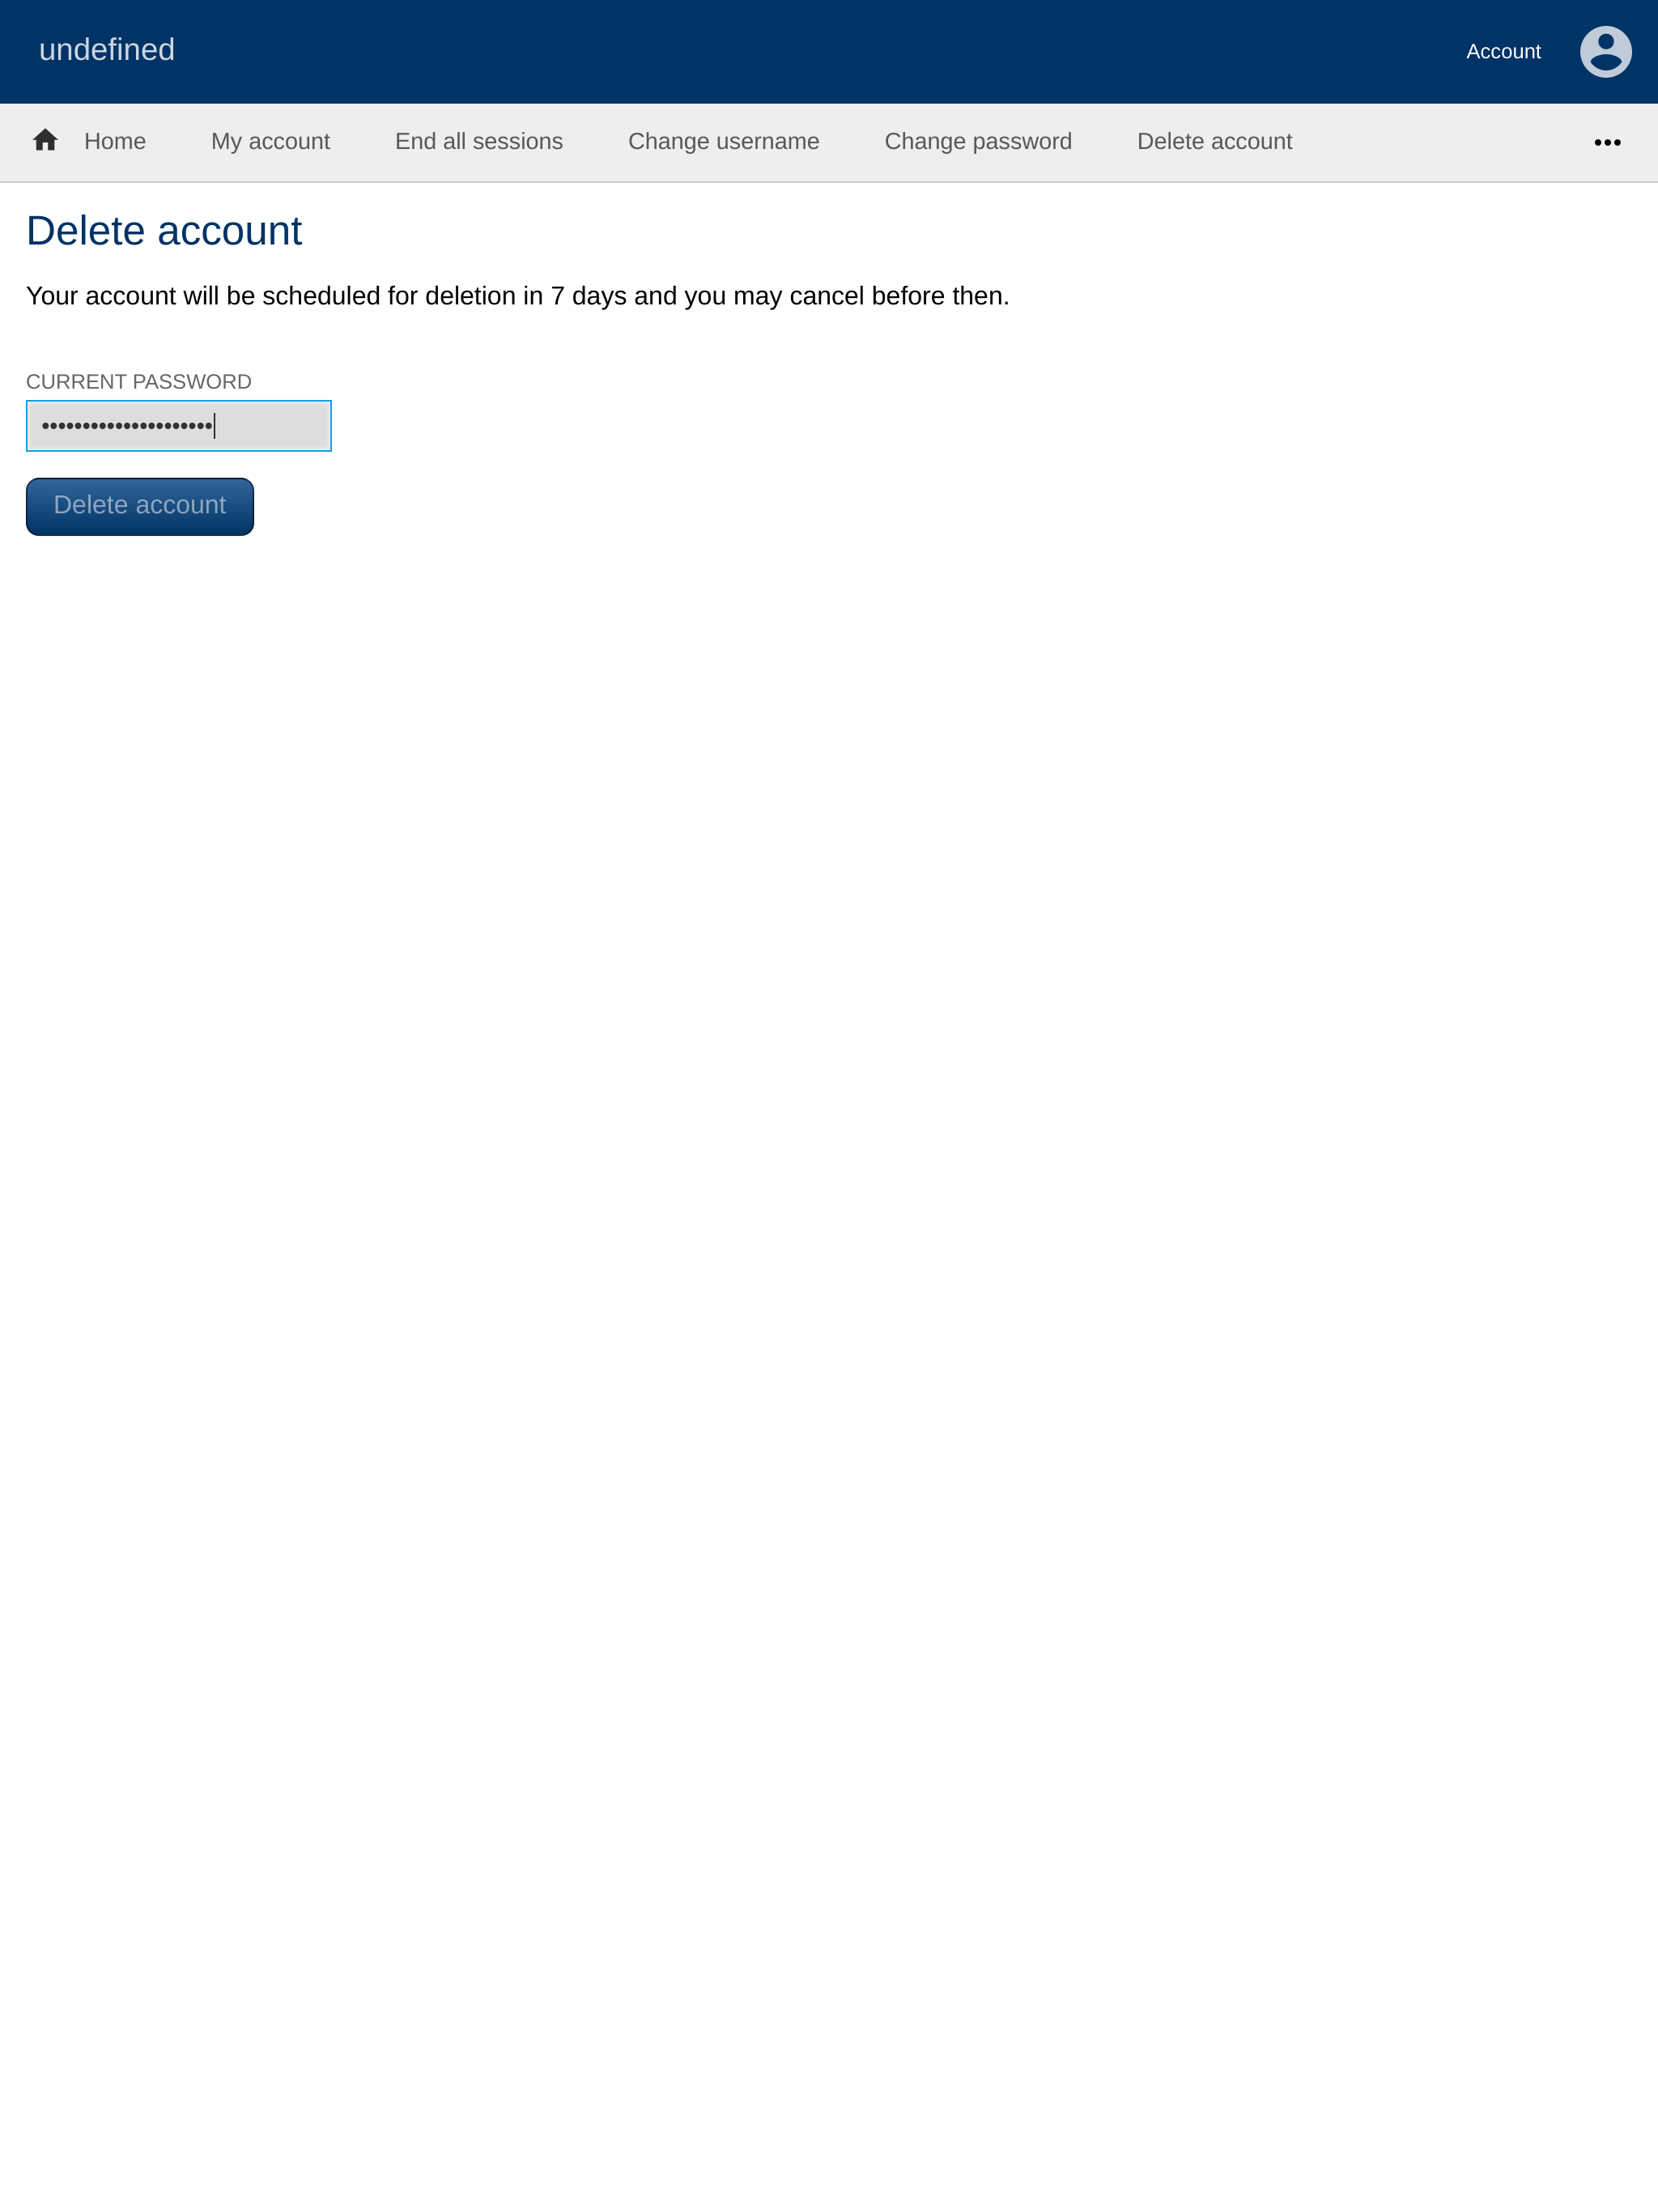 undefined
Account
Home My account End all sessions Change username Change password Delete account
Delete account
Your account will be scheduled for deletion in 7 days and you may cancel before then.
CURRENT PASSWORD
•••••••••••••••••••••
Delete account